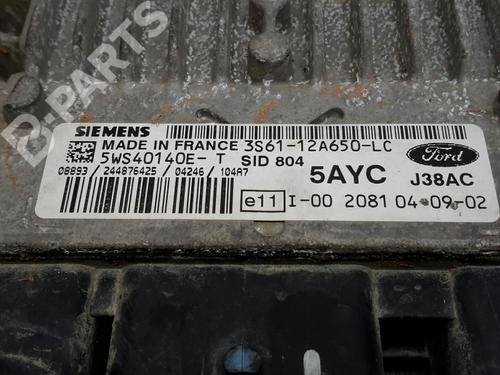 B-PARTS
SIEMENS
MADE IN FRANCE 3S61-12A650-LC
5WS40140E- T SID 804
Ford
5AYC J38AC
08893 / 244876425 / 04246 / 104A7
e11 I-00 2081 04-09-02